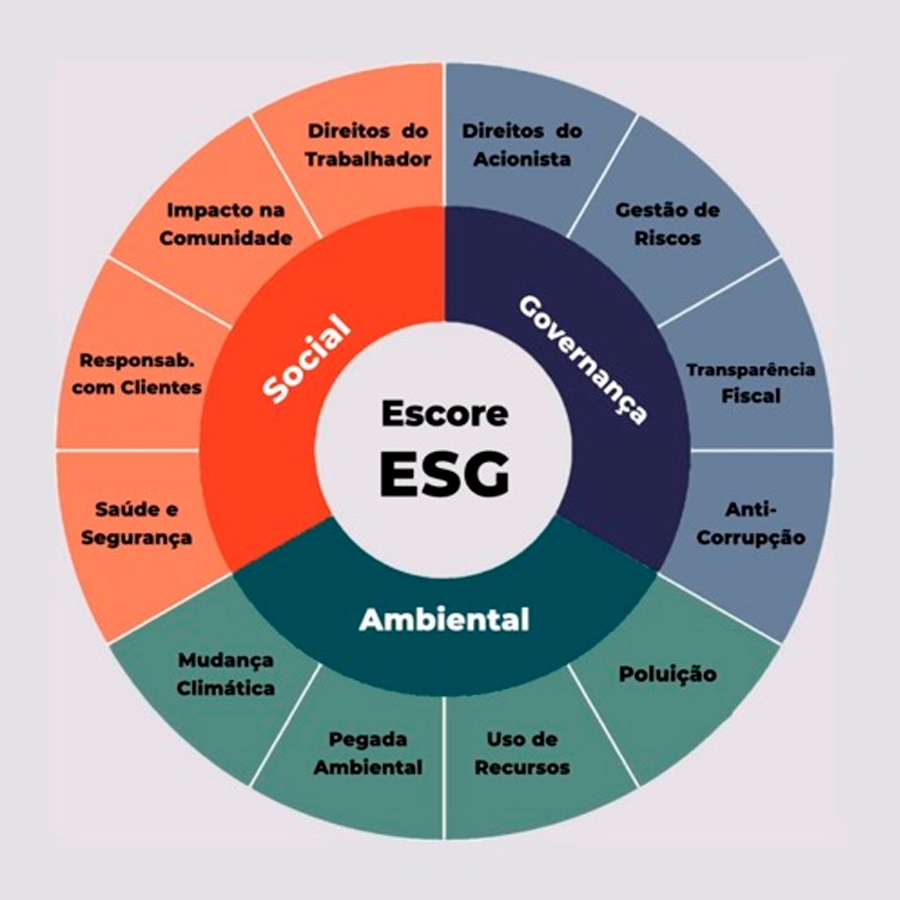 Escore
ESG
Social
Governança
Ambiental
Direitos do
Trabalhador
Direitos do
Acionista
Impacto na
Comunidade
Gestão de
Riscos
Responsab.
com Clientes
Transparência
Fiscal
Saúde e
Segurança
Anti-
Corrupção
Mudança
Climática
Poluição
Pegada
Ambiental
Uso de
Recursos